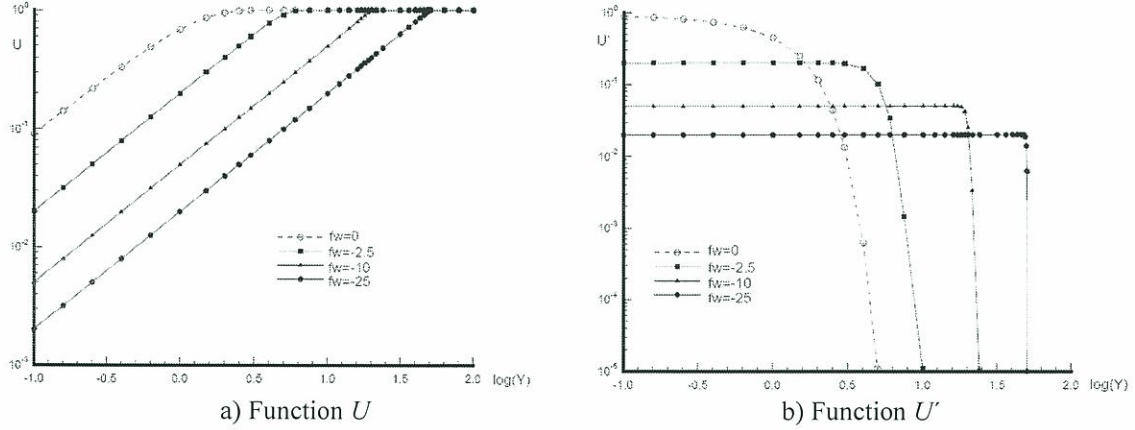 10⁰
U
10⁻¹
10⁻²
10⁻³
-1.0 -0.5 0.0 0.5 1.0 1.5 2.0 log(Y)
fw=0
fw=-2.5
fw=-10
fw=-25
a) Function U
10⁰
U'
10⁻¹
10⁻²
10⁻³
10⁻⁴
10⁻⁵
-1.0 -0.5 0.0 0.5 1.0 1.5 2.0
log(Y)
fw=0
fw=-2.5
fw=-10
fw=-25
b) Function U′